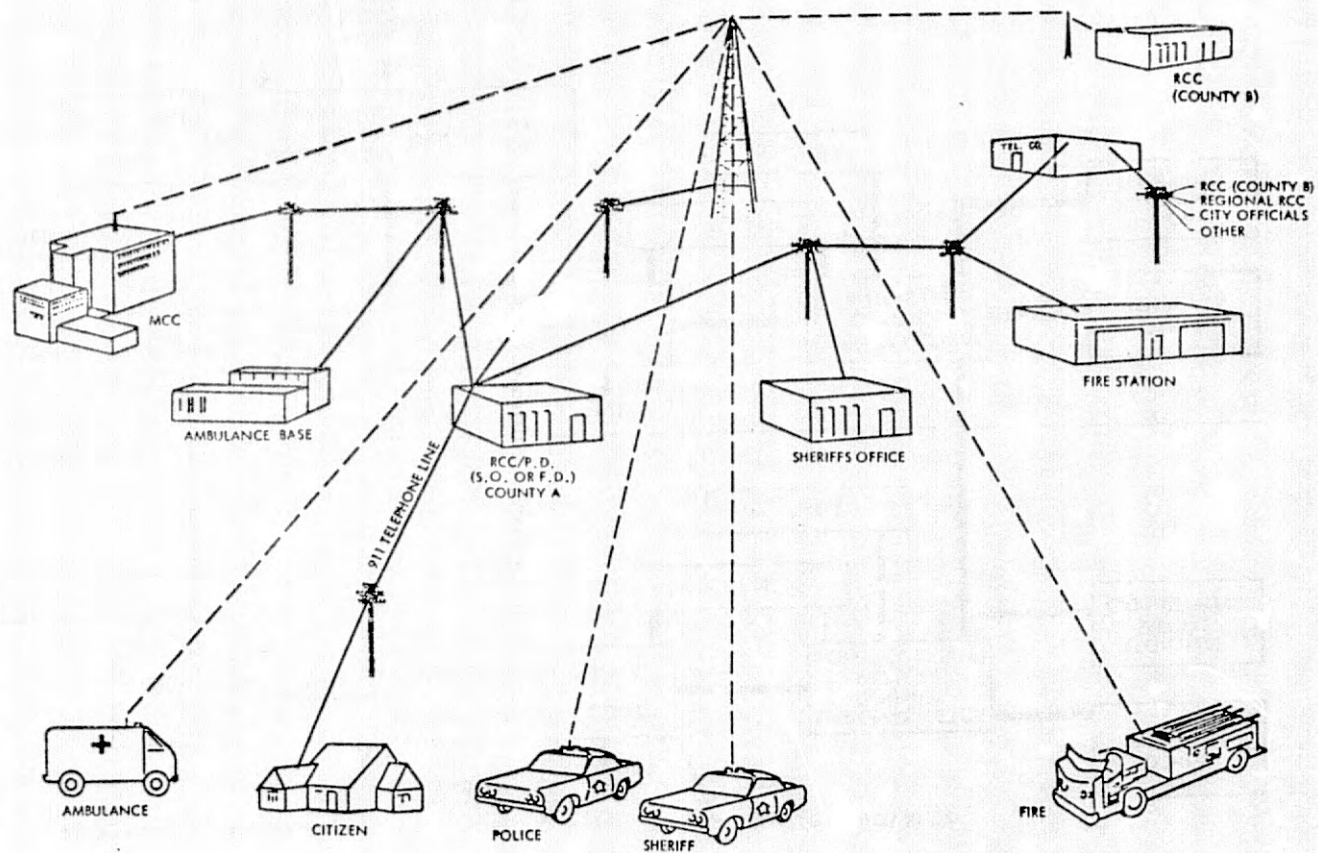 RCC
(COUNTY B)
TEL. CO.
RCC (COUNTY B)
REGIONAL RCC
CITY OFFICIALS
OTHER
MCC
FIRE STATION
AMBULANCE BASE
RCC/P.D.
(S.O. OR F.D.)
COUNTY A
SHERIFFS OFFICE
911 TELEPHONE LINE
AMBULANCE
CITIZEN
POLICE
SHERIFF
FIRE